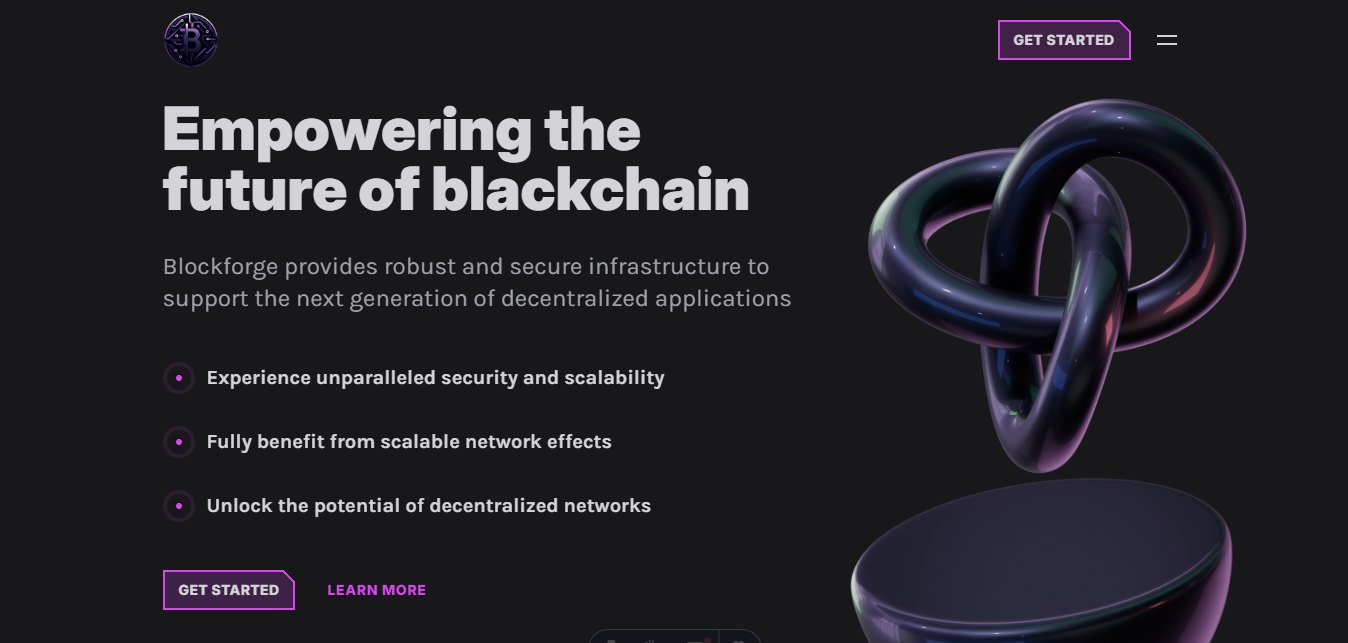 GET STARTED
Empowering the
future of blackchain
Blockforge provides robust and secure infrastructure to
support the next generation of decentralized applications
Experience unparalleled security and scalability
Fully benefit from scalable network effects
Unlock the potential of decentralized networks
GET STARTED
LEARN MORE